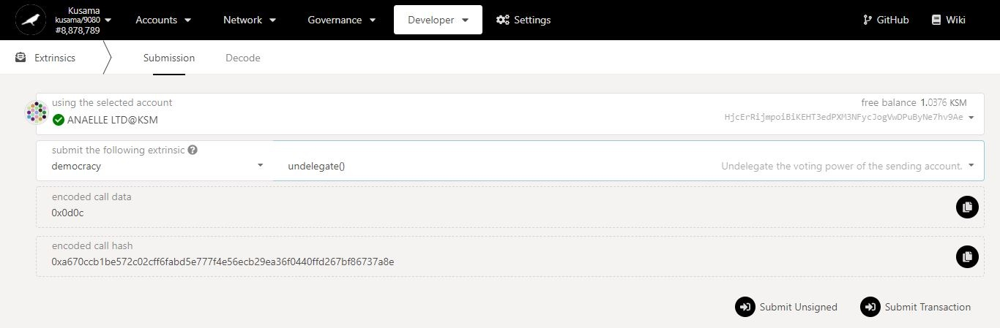 Kusama
kusama/9080
#8,878,789
Accounts
Network
Governance
Developer
Settings
GitHub
Wiki
Extrinsics
Submission
Decode
using the selected account
free balance 1.0376 KSM
ANAELLE LTD@KSM
HjcErRijmpoiBiKEHT3edPXM3NFycJogVwDPuByNe7hv9Ae
submit the following extrinsic ?
democracy
undelegate()
Undelegate the voting power of the sending account.
encoded call data
0x0d0c
encoded call hash
0xa670ccb1be572c02cff6fabd5e777f4e56ecb29ea36f0440ffd267bf86737a8e
Submit Unsigned
Submit Transaction